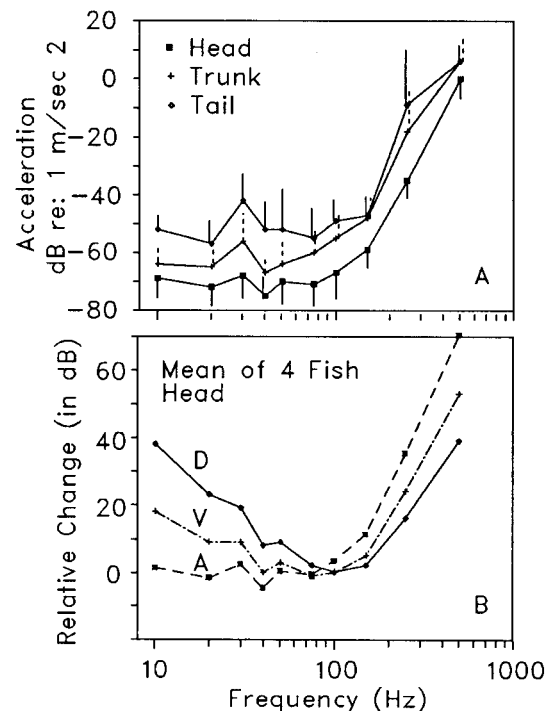 20
0
-20
-40
-60
-80
Acceleration
dB re: 1 m/sec 2
Head
Trunk
Tail
A
60
40
20
0
Relative Change (in dB)
Mean of 4 Fish
Head
D
V
A
B
10
100
1000
Frequency (Hz)